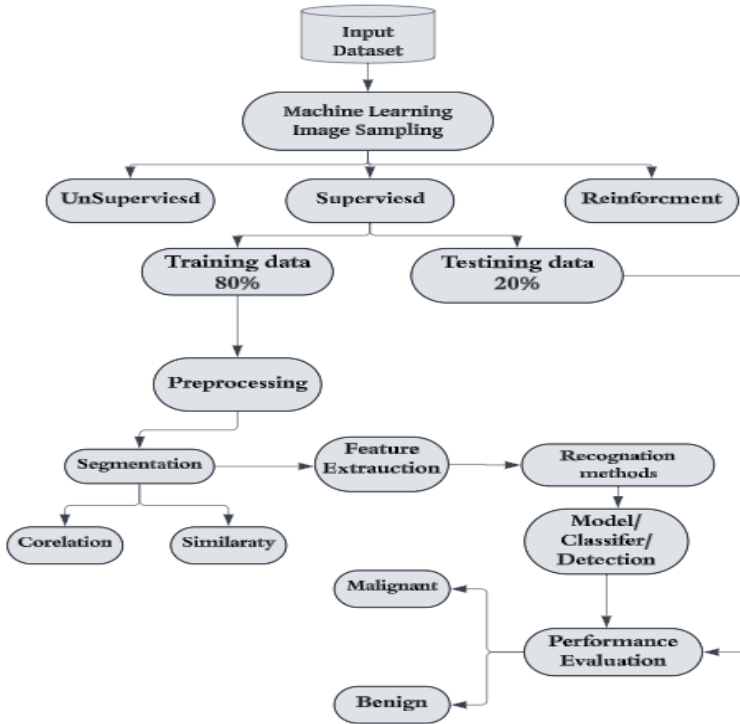 Input
Dataset
Machine Learning
Image Sampling
UnSuperviesd
Superviesd
Reinforcment
Training data
80%
Testining data
20%
Preprocessing
Segmentation
Feature
Extrauction
Recognation
methods
Corelation
Similaraty
Model/
Classifer/
Detection
Malignant
Performance
Evaluation
Benign